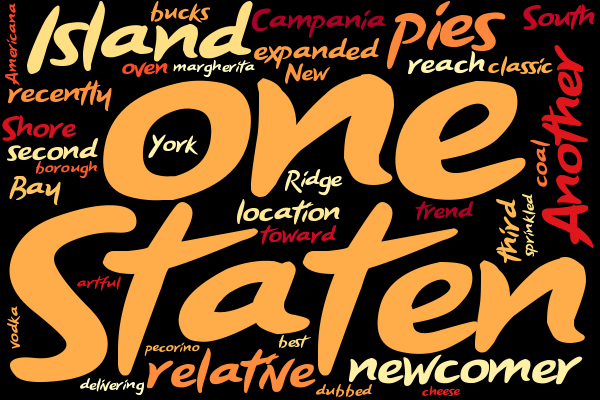 Americana
Island
bucks
Campania
pies
South
expanded
oven
margherita
New
reach
classic
recently
one
Another
Shore
second
York
borough
coal
Bay
Ridge
location
trend
third
sprinkled
toward
Staten
artful
vodka
pecorino
best
relative
newcomer
delivering
dubbed
cheese